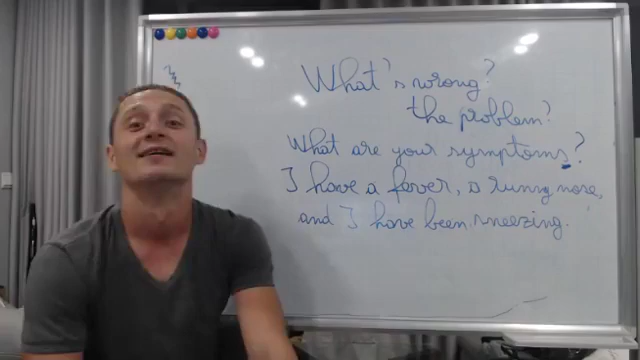 What's wrong?
the problem?
What are your symptoms?
I have a fever, a runny nose,
and I have been sneezing.